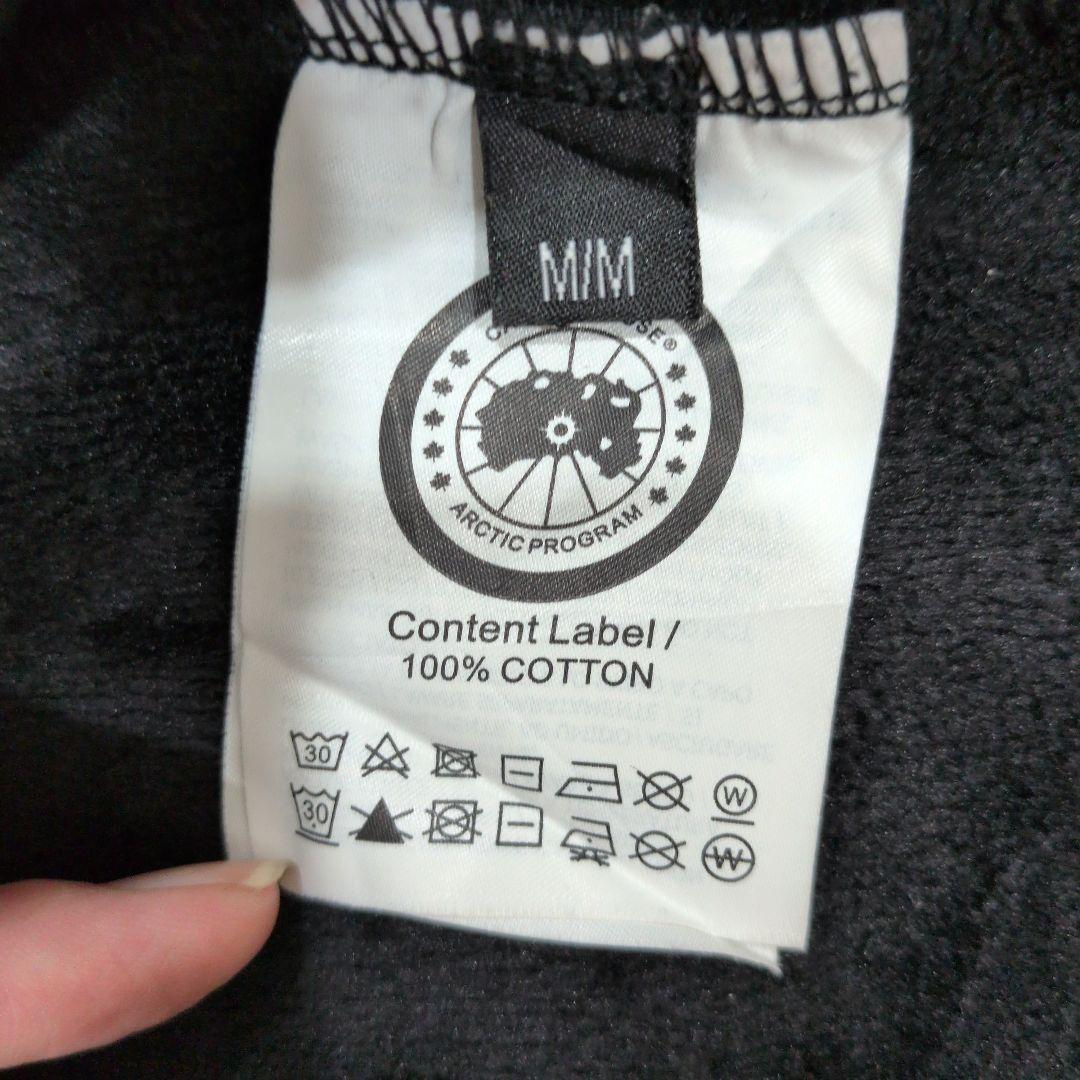 M/M
ARCTIC PROGRAM
Content Label /
100% COTTON
30
W
30
W